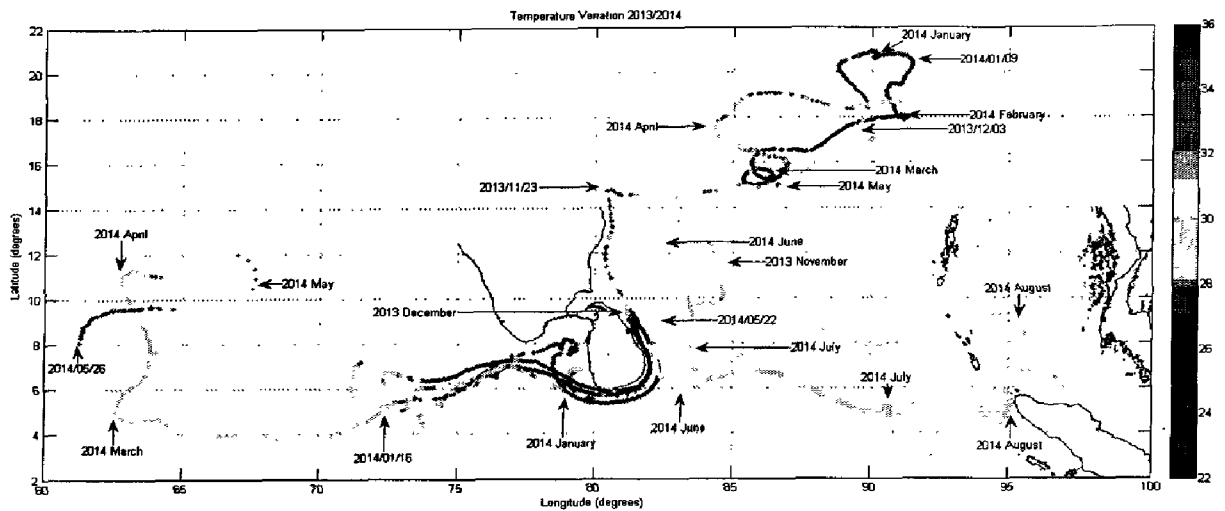 Temperature Variation 2013/2014
22
20
18
16
14
12
10
8
6
4
2
Latitude (degrees)
60
65
70
75
80
85
90
95
100
Longitude (degrees)
36
34
32
30
28
26
24
22
2014 January
2014/01/09
2014 April
2014 February
2013/12/03
2014 March
2013/11/23
2014 May
2014 April
2014 June
2014 May
2013 November
2014 August
2013 December
2014/05/22
2014/05/26
2014 July
2014 July
2014 March
2014/01/16
2014 January
2014 June
2014 August